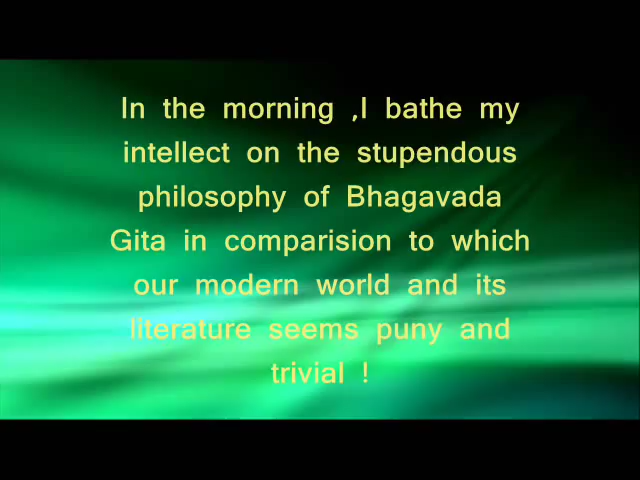 In the morning ,I bathe my
intellect on the stupendous
philosophy of Bhagavada
Gita in comparision to which
our modern world and its
literature seems puny and
trivial !